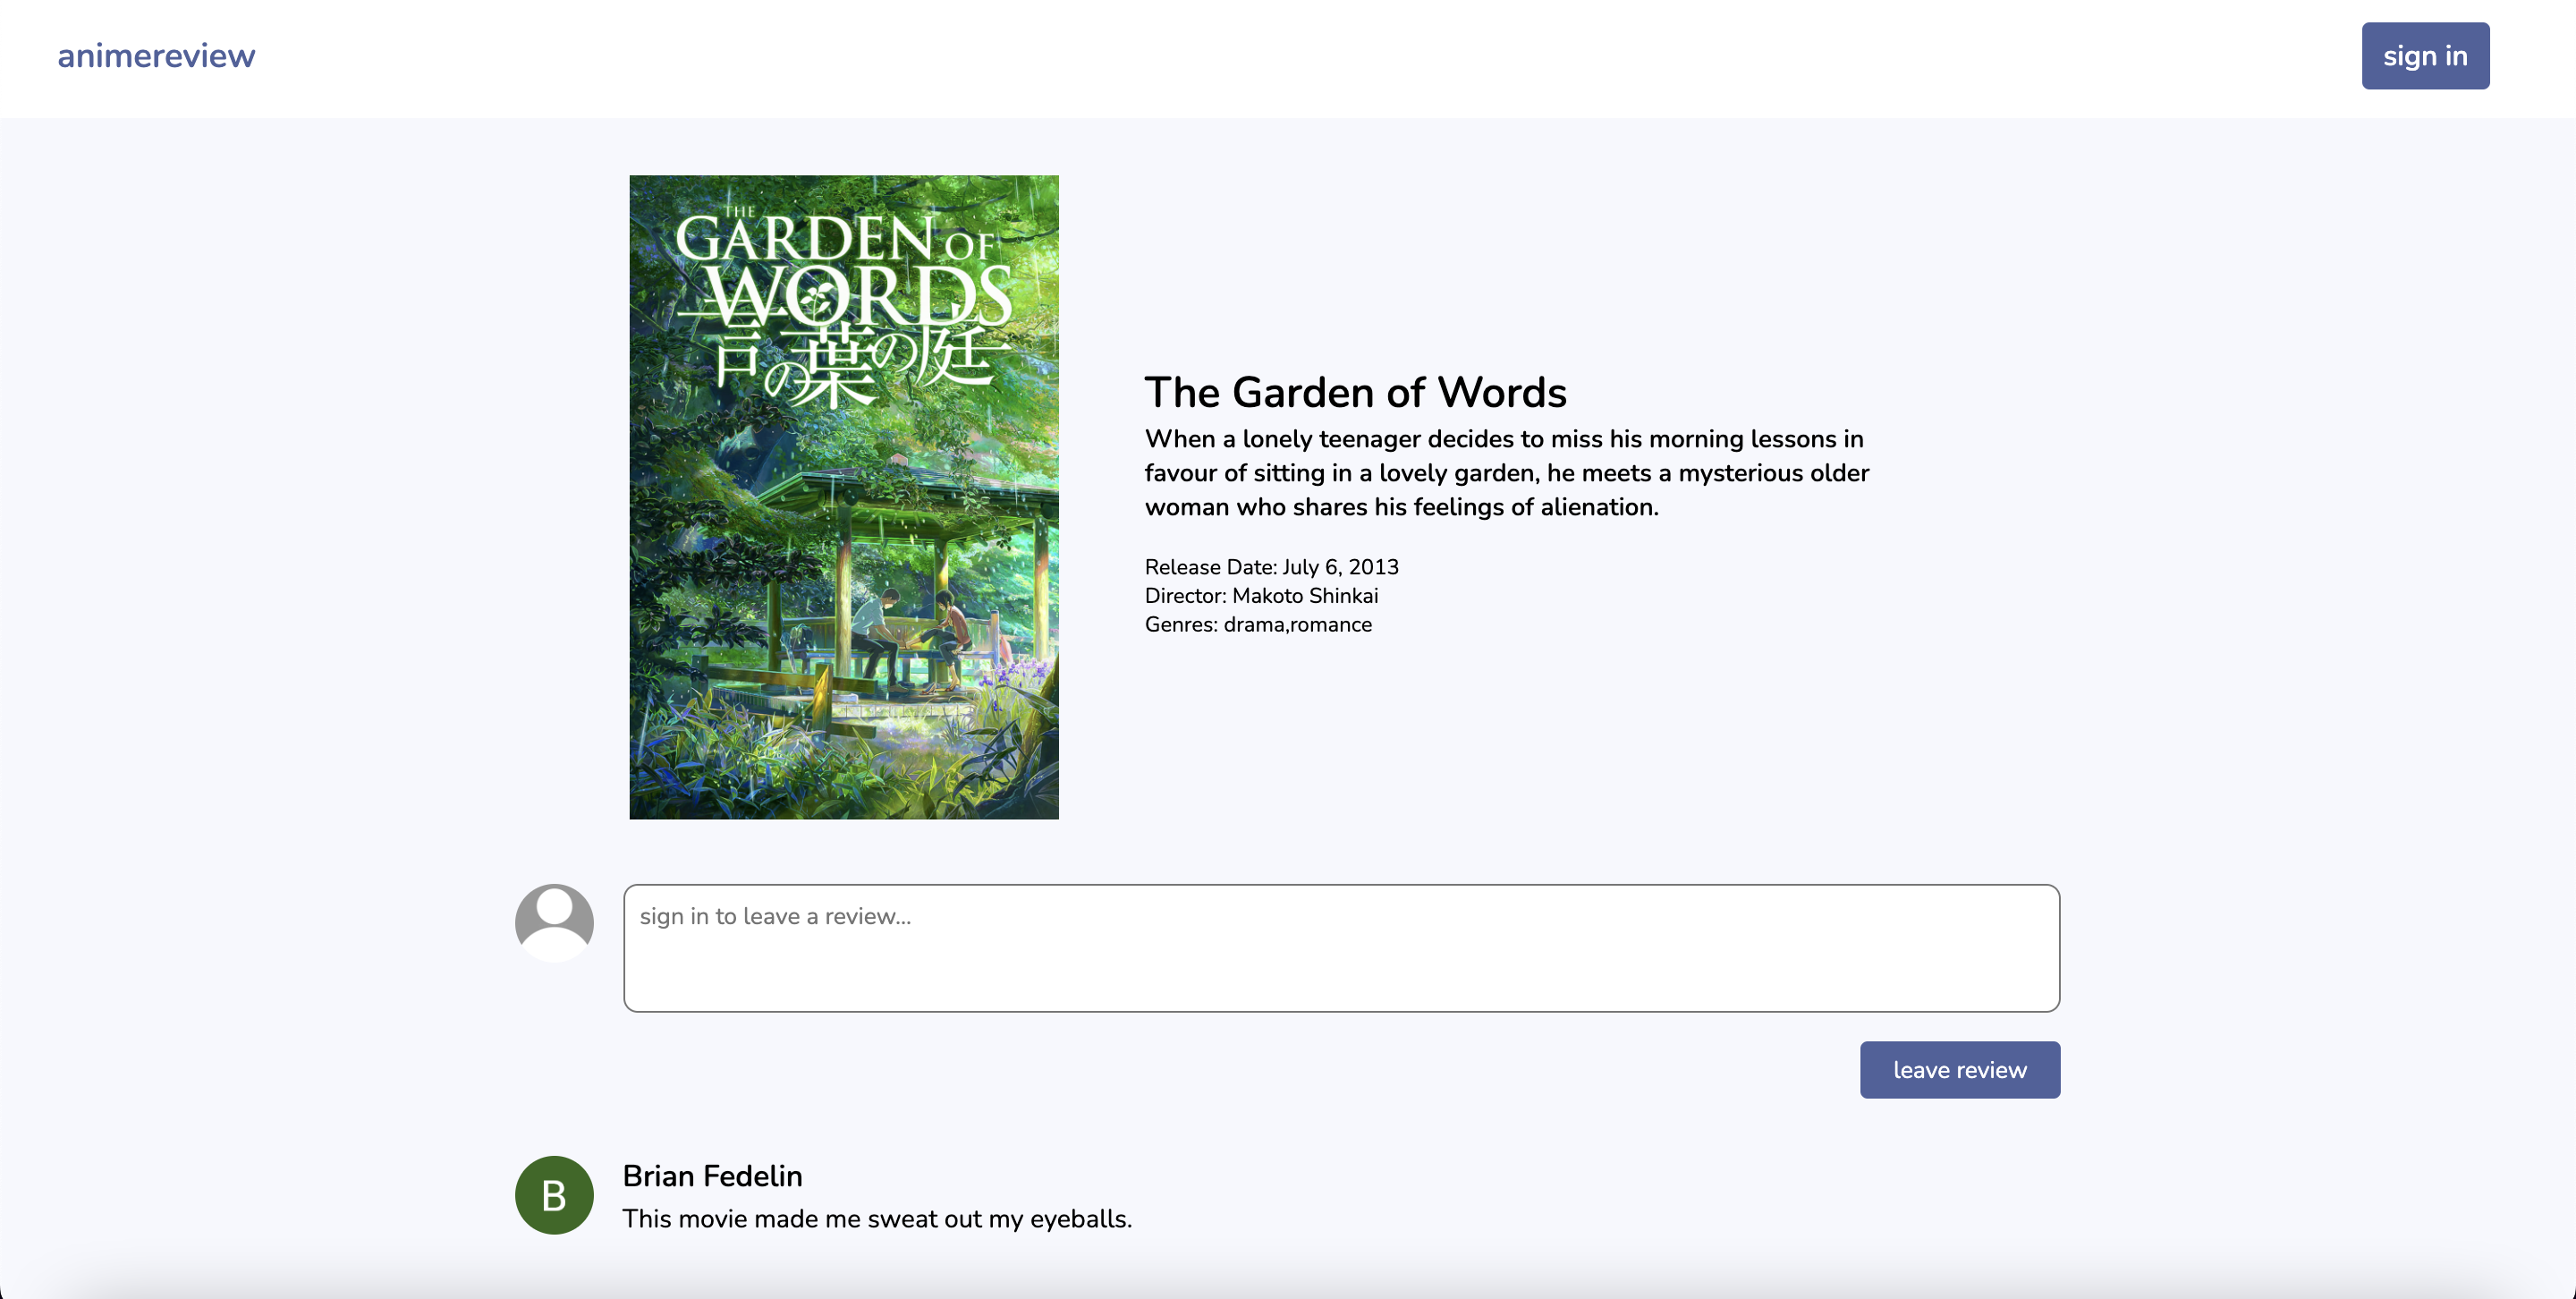 animereview
sign in
THE
GARDEN OF
WORDS
言の葉の庭
The Garden of Words
When a lonely teenager decides to miss his morning lessons in
favour of sitting in a lovely garden, he meets a mysterious older
woman who shares his feelings of alienation.
Release Date: July 6, 2013
Director: Makoto Shinkai
Genres: drama,romance
sign in to leave a review...
leave review
B
Brian Fedelin
This movie made me sweat out my eyeballs.